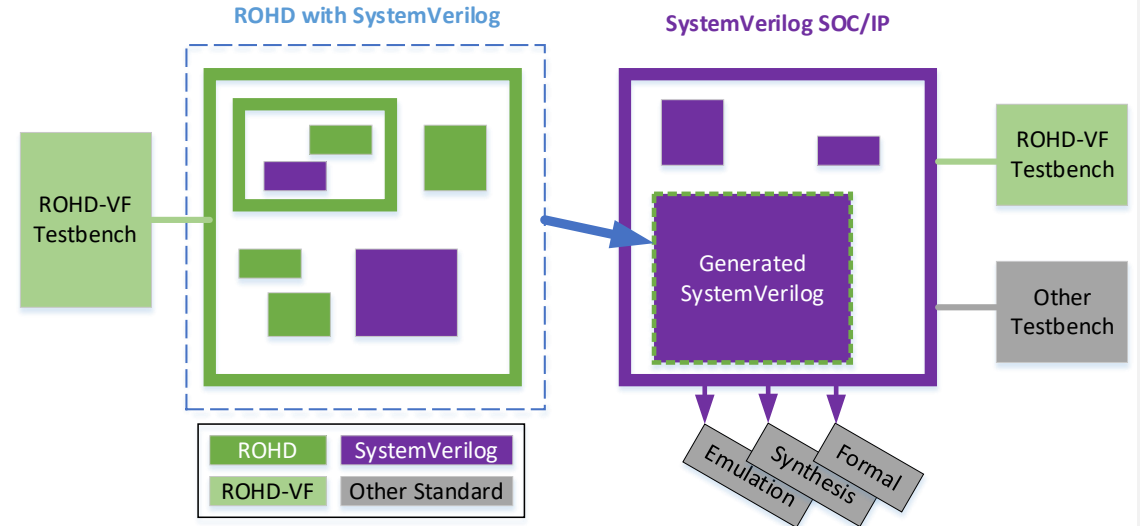 ROHD with SystemVerilog
SystemVerilog SOC/IP
ROHD-VF
Testbench
Generated
SystemVerilog
ROHD-VF
Testbench
Other
Testbench
ROHD
SystemVerilog
ROHD-VF
Other Standard
Emulation
Synthesis
Formal